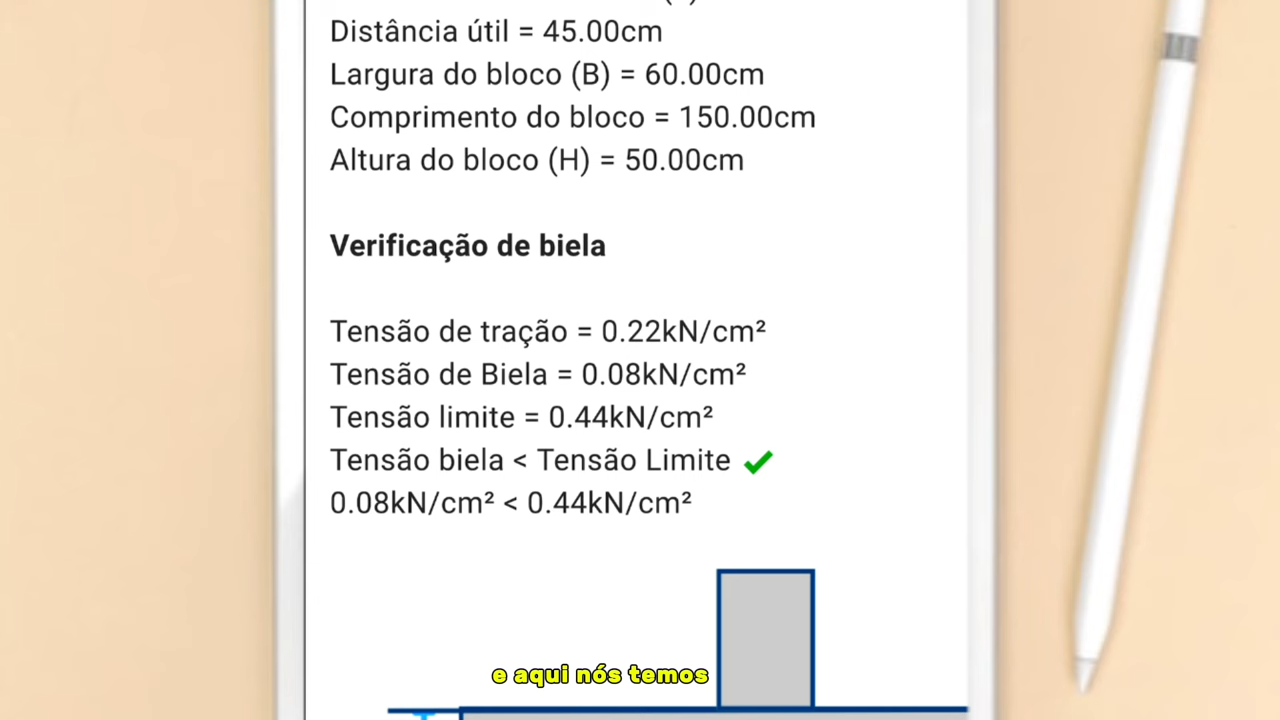 Distância útil = 45.00cm
Largura do bloco (B) = 60.00cm
Comprimento do bloco = 150.00cm
Altura do bloco (H) = 50.00cm
Verificação de biela
Tensão de tração = 0.22kN/cm²
Tensão de Biela = 0.08kN/cm²
Tensão limite = 0.44kN/cm²
Tensão biela < Tensão Limite
0.08kN/cm² < 0.44kN/cm²
e aqui nós temos